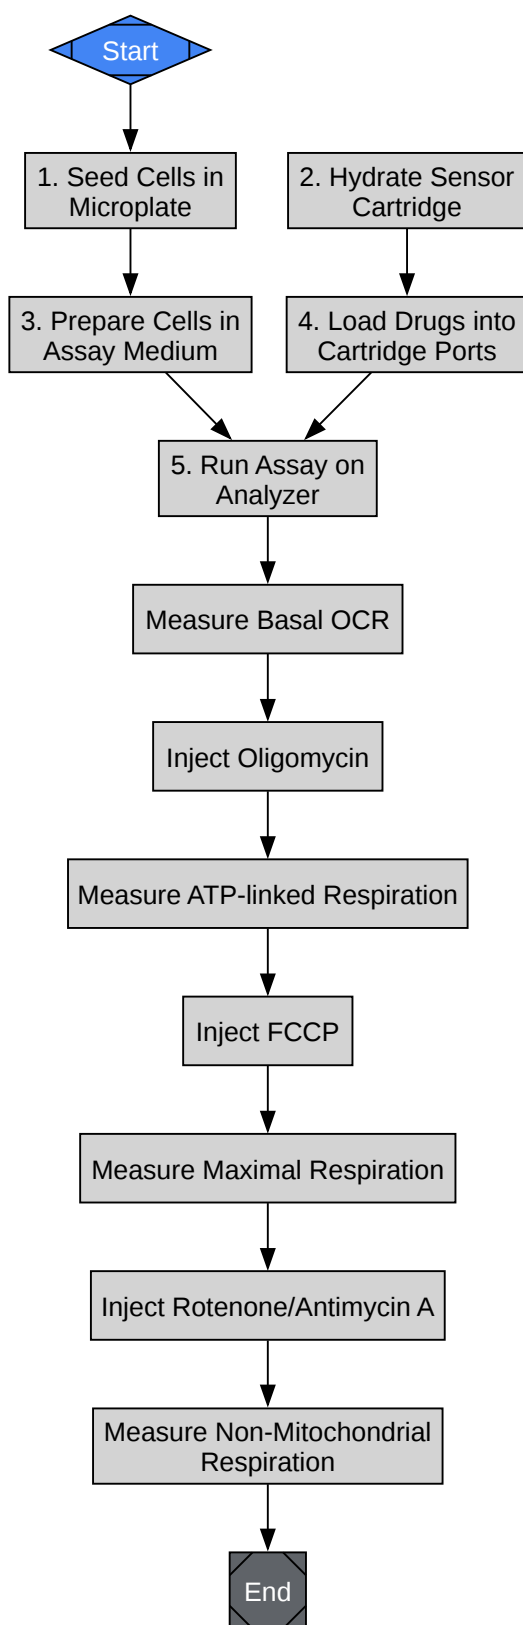 Start
1. Seed Cells in
Microplate
2. Hydrate Sensor
Cartridge
3. Prepare Cells in
Assay Medium
4. Load Drugs into
Cartridge Ports
5. Run Assay on
Analyzer
Measure Basal OCR
Inject Oligomycin
Measure ATP-linked Respiration
Inject FCCP
Measure Maximal Respiration
Inject Rotenone/Antimycin A
Measure Non-Mitochondrial
Respiration
End